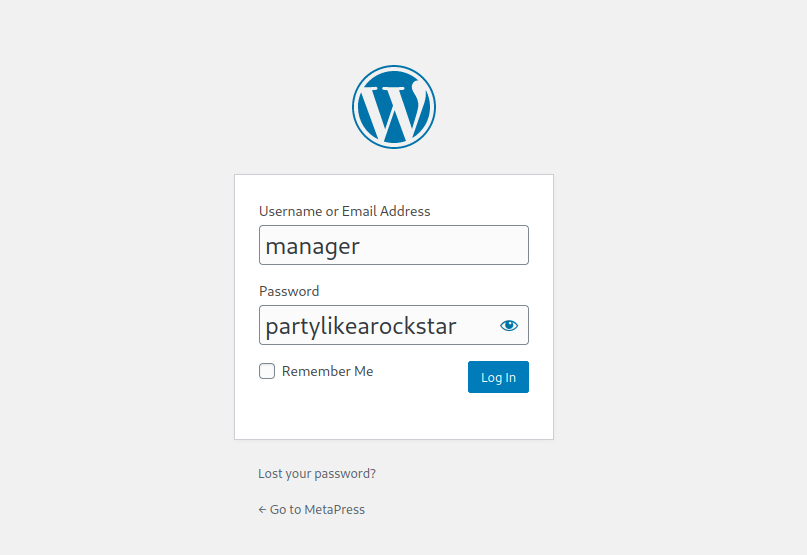 Username or Email Address
manager
Password
partylikearockstar
Remember Me
Log In
Lost your password?
← Go to MetaPress